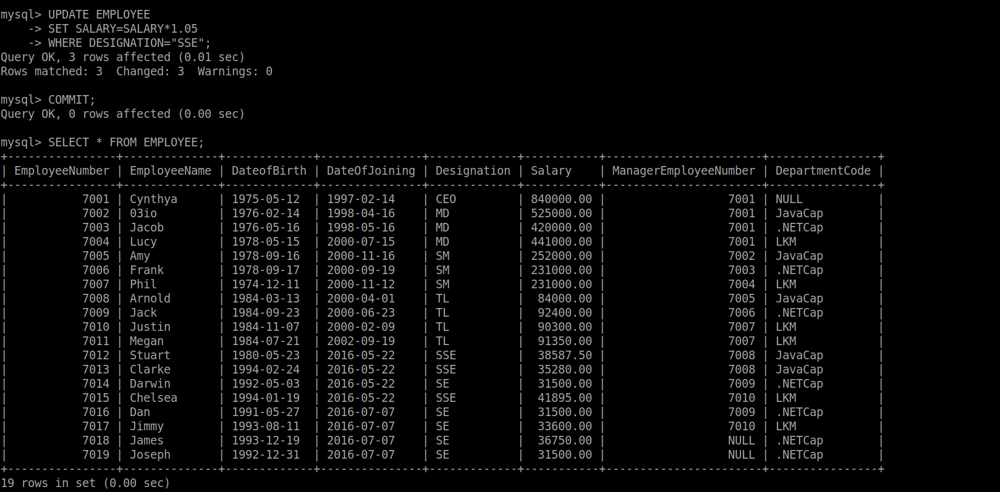 mysql> UPDATE EMPLOYEE
    -> SET SALARY=SALARY*1.05
    -> WHERE DESIGNATION="SSE";
Query OK, 3 rows affected (0.01 sec)
Rows matched: 3  Changed: 3  Warnings: 0

mysql> COMMIT;
Query OK, 0 rows affected (0.00 sec)

mysql> SELECT * FROM EMPLOYEE;
+----------------+--------------+-------------+---------------+-------------+-----------+-----------------------+----------------+
| EmployeeNumber | EmployeeName | DateofBirth | DateOfJoining | Designation | Salary    | ManagerEmployeeNumber | DepartmentCode |
+----------------+--------------+-------------+---------------+-------------+-----------+-----------------------+----------------+
|           7001 | Cynthya      | 1975-05-12  | 1997-02-14    | CEO         | 840000.00 |                  7001 | NULL           |
|           7002 | 03io         | 1976-02-14  | 1998-04-16    | MD          | 525000.00 |                  7001 | JavaCap        |
|           7003 | Jacob        | 1976-05-16  | 1998-05-16    | MD          | 420000.00 |                  7001 | .NETCap        |
|           7004 | Lucy         | 1978-05-15  | 2000-07-15    | MD          | 441000.00 |                  7001 | LKM            |
|           7005 | Amy          | 1978-09-16  | 2000-11-16    | SM          | 252000.00 |                  7002 | JavaCap        |
|           7006 | Frank        | 1978-09-17  | 2000-09-19    | SM          | 231000.00 |                  7003 | .NETCap        |
|           7007 | Phil         | 1974-12-11  | 2000-11-12    | SM          | 231000.00 |                  7004 | LKM            |
|           7008 | Arnold       | 1984-03-13  | 2000-04-01    | TL          |  84000.00 |                  7005 | JavaCap        |
|           7009 | Jack         | 1984-09-23  | 2000-06-23    | TL          |  92400.00 |                  7006 | .NETCap        |
|           7010 | Justin       | 1984-11-07  | 2000-02-09    | TL          |  90300.00 |                  7007 | LKM            |
|           7011 | Megan        | 1984-07-21  | 2002-09-19    | TL          |  91350.00 |                  7007 | LKM            |
|           7012 | Stuart       | 1980-05-23  | 2016-05-22    | SSE         |  38587.50 |                  7008 | JavaCap        |
|           7013 | Clarke       | 1994-02-24  | 2016-05-22    | SSE         |  35280.00 |                  7008 | JavaCap        |
|           7014 | Darwin       | 1992-05-03  | 2016-05-22    | SE          |  31500.00 |                  7009 | .NETCap        |
|           7015 | Chelsea      | 1994-01-19  | 2016-05-22    | SSE         |  41895.00 |                  7010 | LKM            |
|           7016 | Dan          | 1991-05-27  | 2016-07-07    | SE          |  31500.00 |                  7009 | .NETCap        |
|           7017 | Jimmy        | 1993-08-11  | 2016-07-07    | SE          |  33600.00 |                  7010 | LKM            |
|           7018 | James        | 1993-12-19  | 2016-07-07    | SE          |  36750.00 |                  NULL | .NETCap        |
|           7019 | Joseph       | 1992-12-31  | 2016-07-07    | SE          |  31500.00 |                  NULL | .NETCap        |
+----------------+--------------+-------------+---------------+-------------+-----------+-----------------------+----------------+
19 rows in set (0.00 sec)